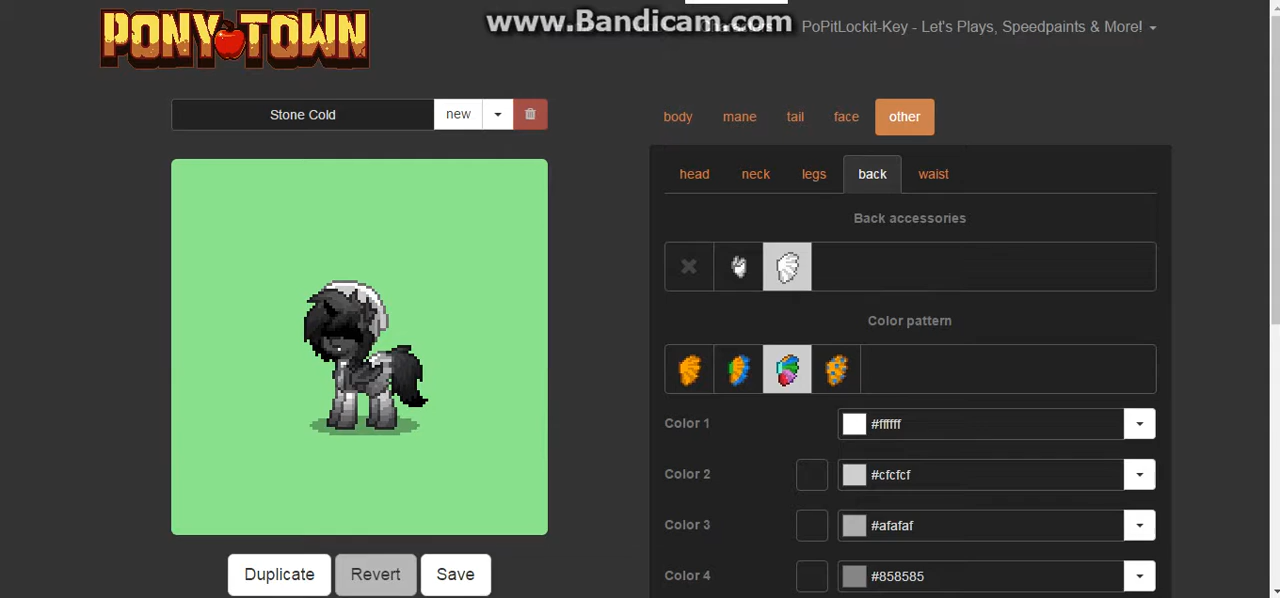 www.Bandicam.com
PONY TOWN
PoPitLockit-Key - Let's Plays, Speedpaints & More!
Stone Cold
new
body
mane
tail
face
other
head
neck
legs
back
waist
Back accessories
Color pattern
Color 1
#ffffff
Color 2
#cfcfcf
Color 3
#afafaf
Color 4
#858585
Duplicate
Revert
Save